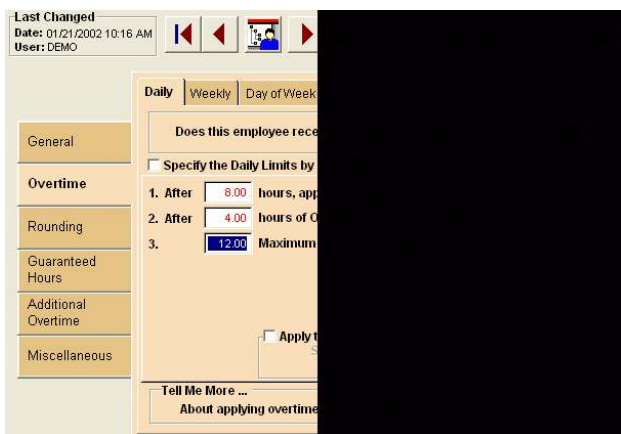 Last Changed
Date: 01/21/2002 10:16 AM
User: DEMO
Daily Weekly Day of Week
Does this employee rece
General
Specify the Daily Limits by
Overtime
1. After 8.00 hours, app
2. After 4.00 hours of O
Rounding
3. 12.00 Maximum
Guaranteed
Hours
Additional
Overtime
Apply t
S
Miscellaneous
Tell Me More ...
About applying overtime